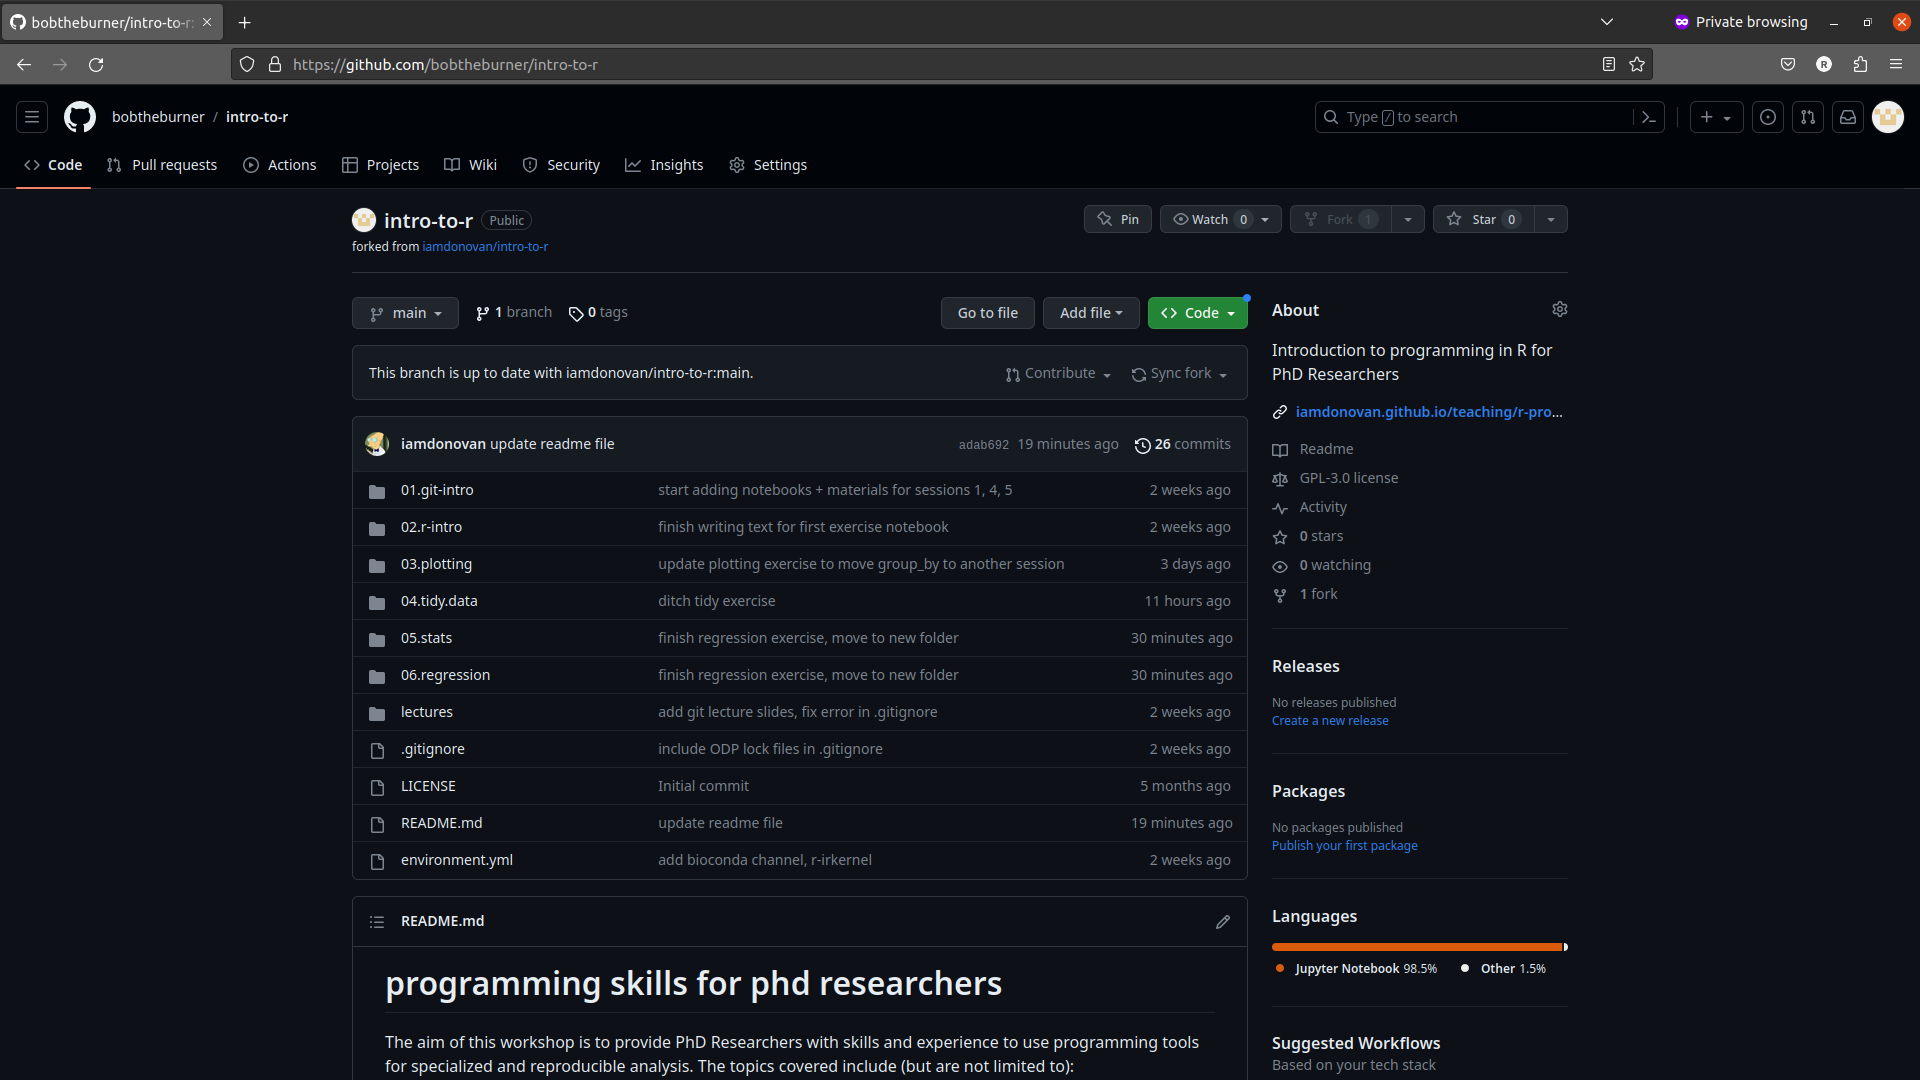 bobtheburner/intro-to-r:
Private browsing
https://github.com/bobtheburner/intro-to-r
R
bobtheburner / intro-to-r
Type / to search
Code
Pull requests
Actions
Projects
Wiki
Security
Insights
Settings
intro-to-r Public
Pin
Watch 0
Fork 1
Star 0
forked from iamdonovan/intro-to-r
main
1 branch
0 tags
Go to file
Add file
Code
This branch is up to date with iamdonovan/intro-to-r:main.
Contribute
Sync fork
iamdonovan update readme file adab692 19 minutes ago 26 commits
01.git-intro start adding notebooks + materials for sessions 1, 4, 5 2 weeks ago
02.r-intro finish writing text for first exercise notebook 2 weeks ago
03.plotting update plotting exercise to move group_by to another session 3 days ago
04.tidy.data ditch tidy exercise 11 hours ago
05.stats finish regression exercise, move to new folder 30 minutes ago
06.regression finish regression exercise, move to new folder 30 minutes ago
lectures add git lecture slides, fix error in .gitignore 2 weeks ago
.gitignore include ODP lock files in .gitignore 2 weeks ago
LICENSE Initial commit 5 months ago
README.md update readme file 19 minutes ago
environment.yml add bioconda channel, r-irkernel 2 weeks ago
README.md
programming skills for phd researchers
The aim of this workshop is to provide PhD Researchers with skills and experience to use programming tools
for specialized and reproducible analysis. The topics covered include (but are not limited to):
About
Introduction to programming in R for
PhD Researchers
iamdonovan.github.io/teaching/r-pro...
Readme
GPL-3.0 license
Activity
0 stars
0 watching
1 fork
Releases
No releases published
Create a new release
Packages
No packages published
Publish your first package
Languages
Jupyter Notebook 98.5%
Other 1.5%
Suggested Workflows
Based on your tech stack